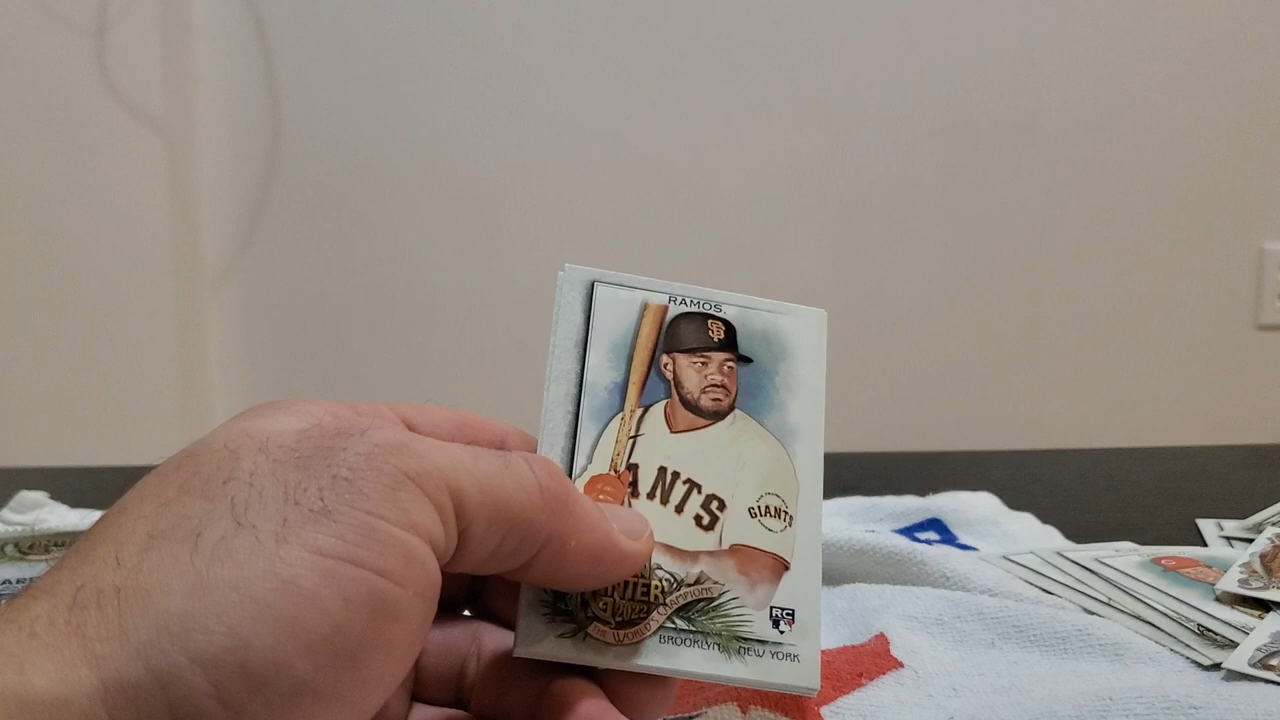 RAMOS.
SF
GIANTS
GIANTS
GINTER
2022
THE WORLD'S CHAMPIONS
RC
BROOKLYN, NEW YORK